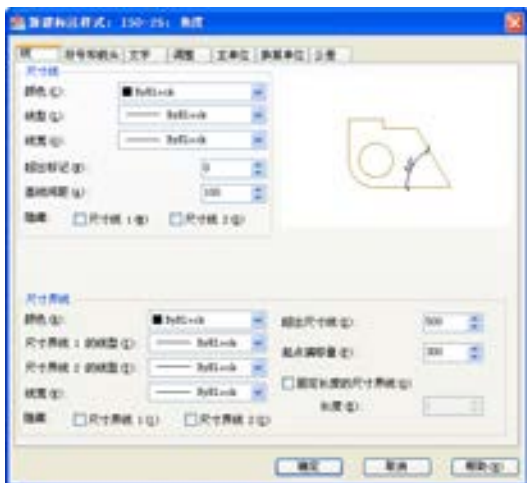 新建标注样式: ISO-25: 角度
线 符号和箭头 文字 调整 主单位 换算单位 公差
尺寸线
颜色(C): ByBlock
线型(L): ByBlock
线宽(G): ByBlock
超出标记(N): 0
基线间距(A): 100
隐藏: 尺寸线 1(M) 尺寸线 2(D)
尺寸界线
颜色(R): ByBlock
尺寸界线 1 的线型(I): ByBlock
尺寸界线 2 的线型(T): ByBlock
线宽(W): ByBlock
隐藏: 尺寸界线 1(1) 尺寸界线 2(2)
超出尺寸线(X): 500
起点偏移量(F): 300
固定长度的尺寸界线(O)
长度(E): 1
确定 取消 帮助(H)